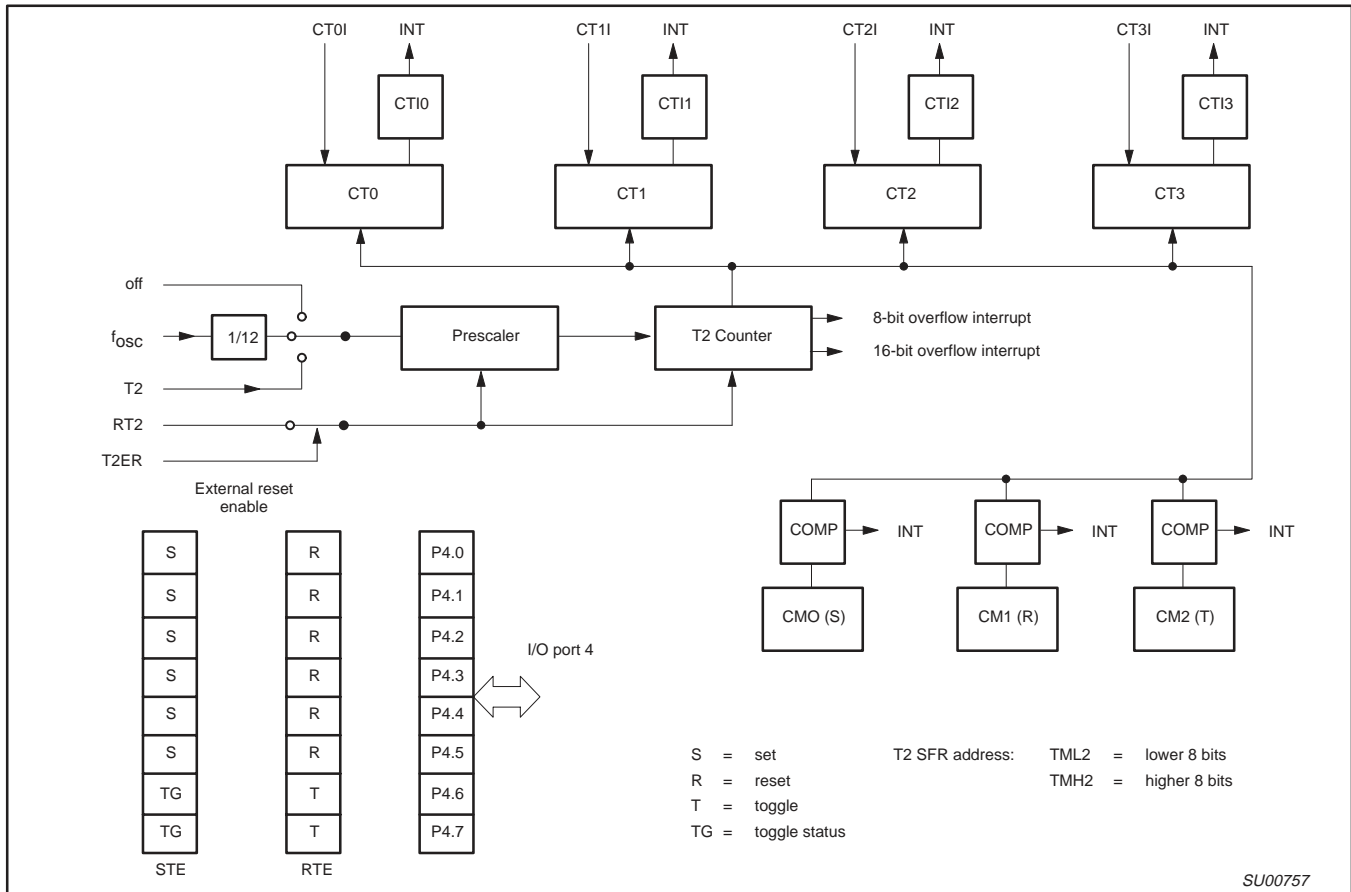 CT0I INT CT1I INT CT2I INT CT3I INT
CTI0 CTI1 CTI2 CTI3
CT0 CT1 CT2 CT3
off
fosc 1/12 Prescaler T2 Counter
8-bit overflow interrupt
16-bit overflow interrupt
T2
RT2
T2ER
External reset
enable
COMP INT COMP INT COMP INT
CMO (S) CM1 (R) CM2 (T)
S R P4.0
S R P4.1
S R P4.2
S R P4.3
S R P4.4
S R P4.5
TG T P4.6
TG T P4.7
STE RTE
I/O port 4
S = set
R = reset
T = toggle
TG = toggle status
T2 SFR address: TML2 = lower 8 bits
TMH2 = higher 8 bits
SU00757